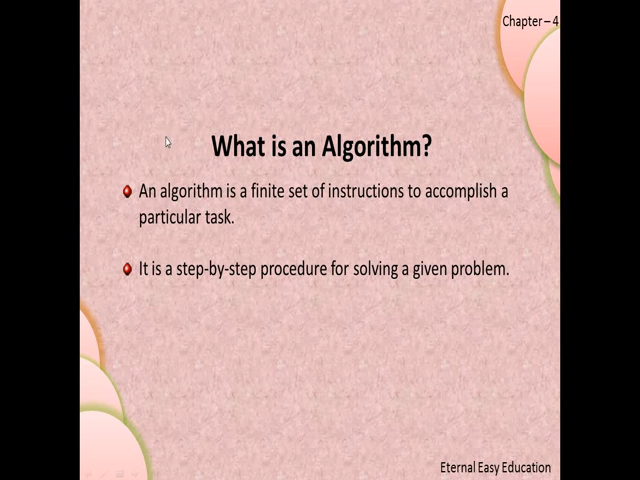 Chapter – 4
What is an Algorithm?
An algorithm is a finite set of instructions to accomplish a
particular task.
It is a step-by-step procedure for solving a given problem.
Eternal Easy Education